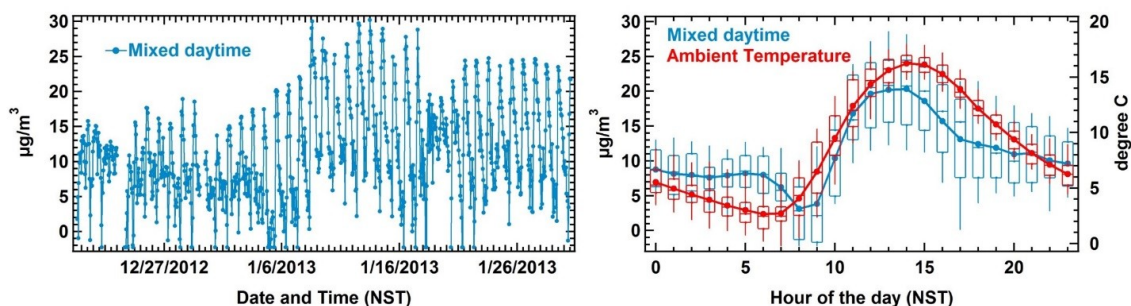 30
25
20
15
10
5
0
µg/m³
Mixed daytime
12/27/2012 1/6/2013 1/16/2013 1/26/2013
Date and Time (NST)
30
25
20
15
10
5
0
µg/m³
Mixed daytime
Ambient Temperature
20
15
10
5
0
degree C
0 5 10 15 20
Hour of the day (NST)